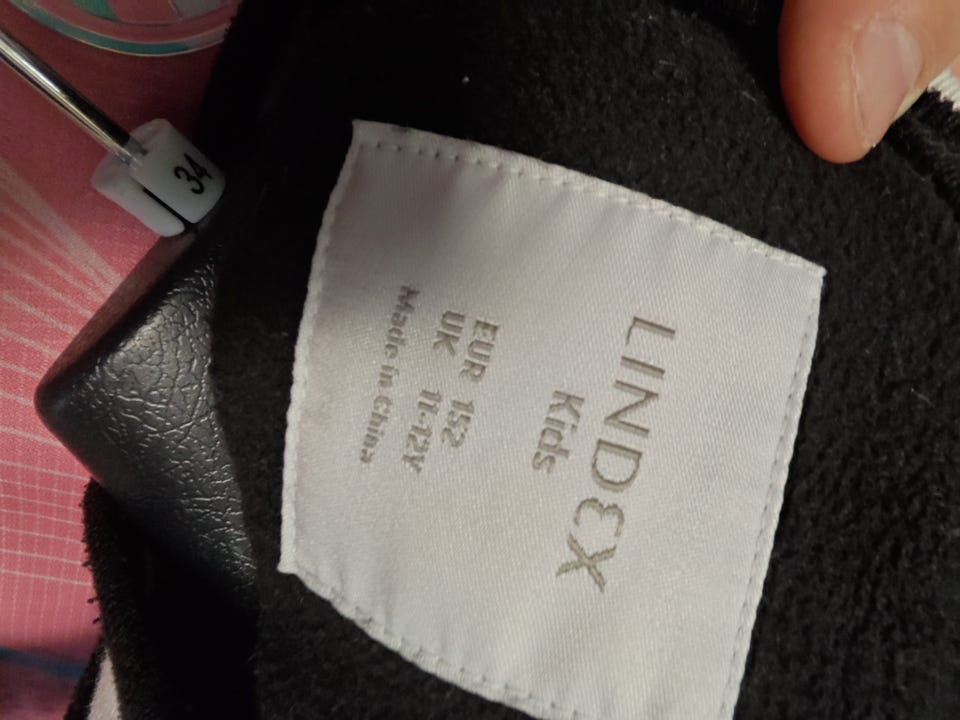 LINDEX
Kids
EUR 152
UK 11-12Y
Made in China
34